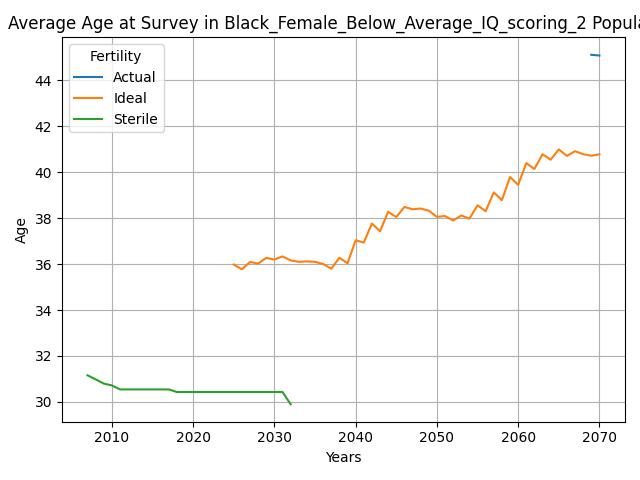 Average Age at Survey in Black_Female_Below_Average_IQ_scoring_2 Popula
Fertility
Actual
Ideal
Sterile
Age
44
42
40
38
36
34
32
30
2010 2020 2030 2040 2050 2060 2070
Years